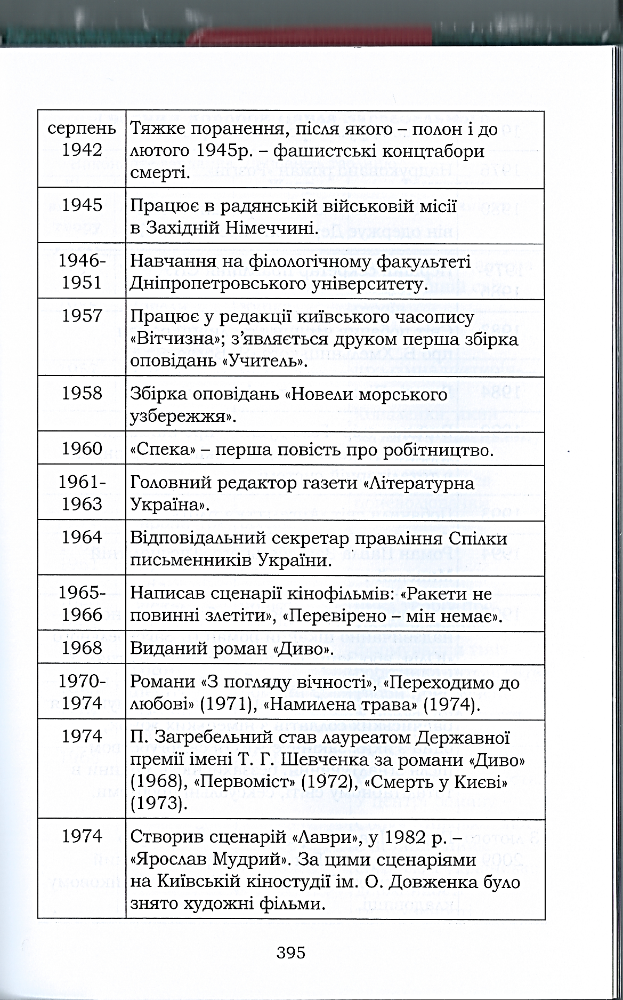 серпень
1942
Тяжке поранення, після якого – полон і до
лютого 1945р. – фашистські концтабори
смерті.
1945
Працює в радянській військовій місії
в Західній Німеччині.
1946-
1951
Навчання на філологічному факультеті
Дніпропетровського університету.
1957
Працює у редакції київського часопису
«Вітчизна»; з’являється друком перша збірка
оповідань «Учитель».
1958
Збірка оповідань «Новели морського
узбережжя».
1960
«Спека» – перша повість про робітництво.
1961-
1963
Головний редактор газети «Літературна
Україна».
1964
Відповідальний секретар правління Спілки
письменників України.
1965-
1966
Написав сценарії кінофільмів: «Ракети не
повинні злетіти», «Перевірено – мін немає».
1968
Виданий роман «Диво».
1970-
1974
Романи «З погляду вічності», «Переходимо до
любові» (1971), «Намилена трава» (1974).
1974
П. Загребельний став лауреатом Державної
премії імені Т. Г. Шевченка за романи «Диво»
(1968), «Первоміст» (1972), «Смерть у Києві»
(1973).
1974
Створив сценарій «Лаври», у 1982 р. –
«Ярослав Мудрий». За цими сценаріями
на Київській кіностудії ім. О. Довженка було
знято художні фільми.
395